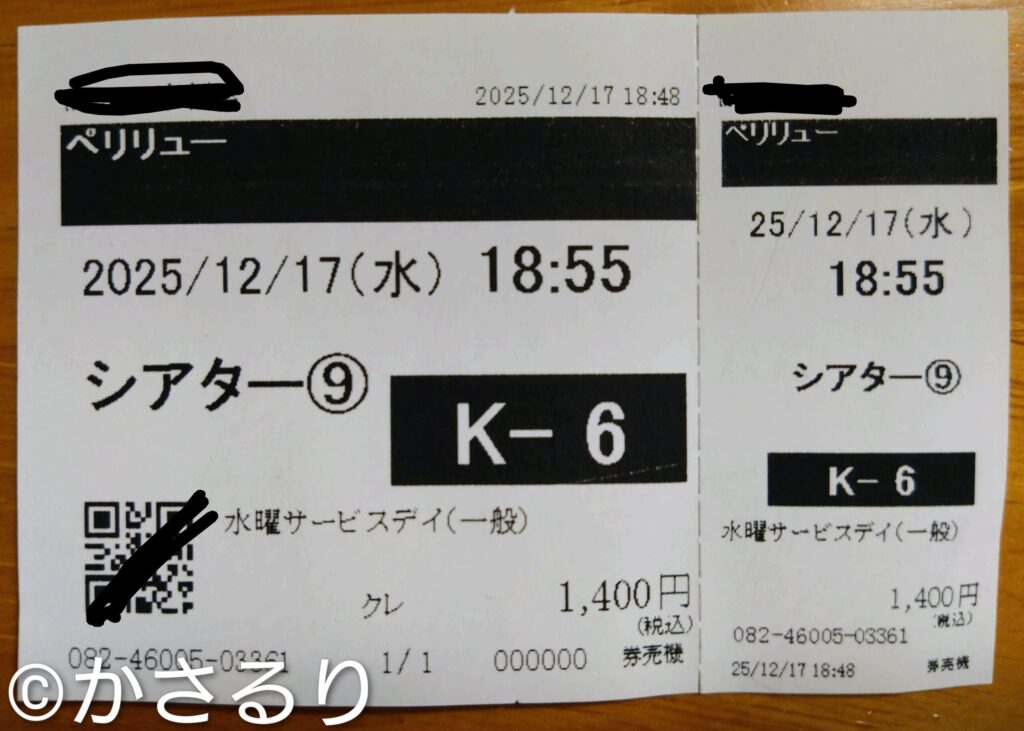 2025/12/17 18:48
ペリリュー
2025/12/17(水) 18:55
シアター⑨
K- 6
水曜サービスデイ(一般)
クレ 1,400円
(税込)
082-46005-03361 1/1 000000 券売機
ペリリュー
25/12/17(水)
18:55
シアター⑨
K- 6
水曜サービスデイ(一般)
1,400円
(税込)
082-46005-03361
25/12/17 18:48 券売機
©かさるり